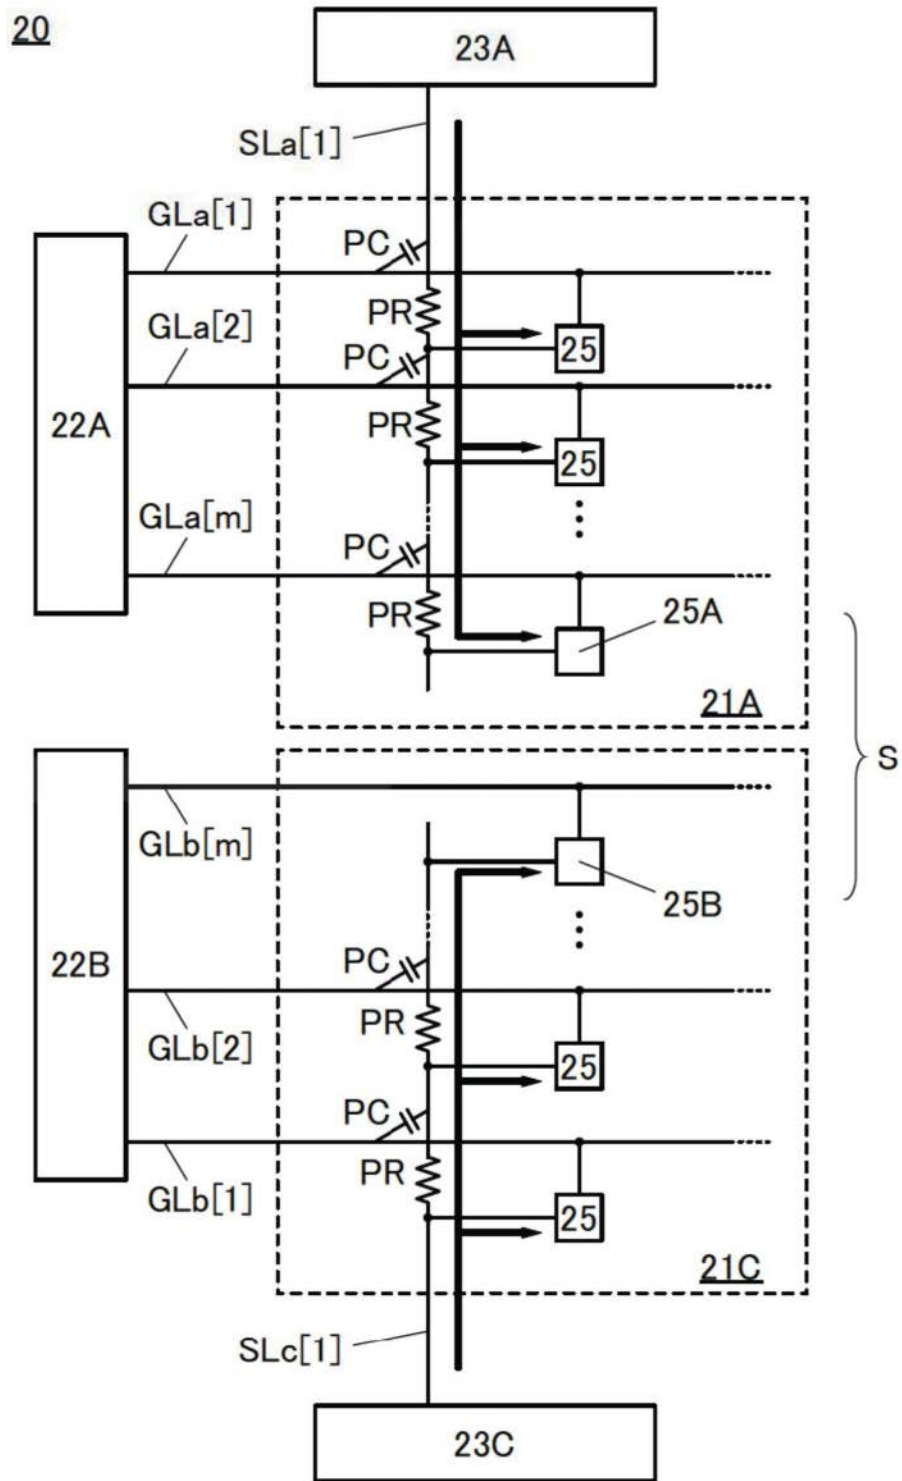 20
23A
SLa[1]
GLa[1]
PC
PR
25
GLa[2]
PC
22A
PR
25
GLa[m]
PC
PR
25A
21A
S
GLb[m]
25B
22B
PC
PR
GLb[2]
25
PC
PR
GLb[1]
25
21C
SLc[1]
23C